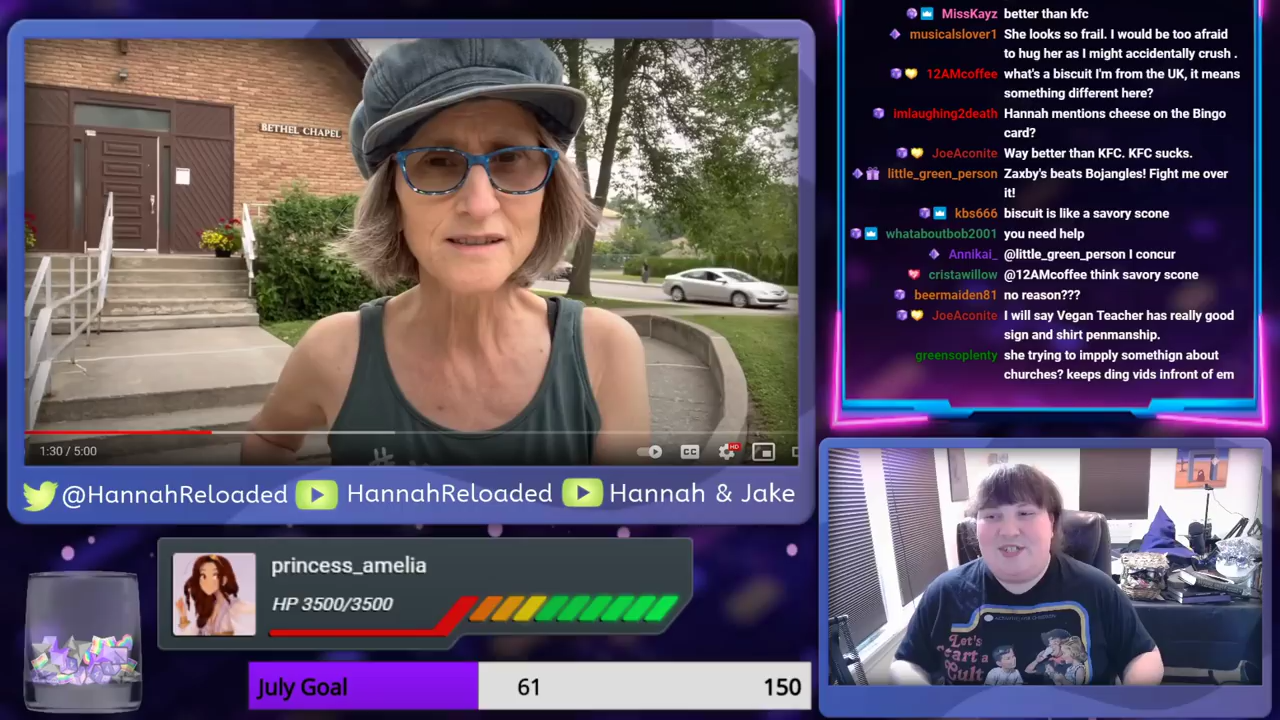 BETHEL CHAPEL
1:30 / 5:00
CC
HD
@HannahReloaded
HannahReloaded
Hannah & Jake
princess_amelia
HP 3500/3500
July Goal
61
150
MissKayz better than kfc
musicalslover1 She looks so frail. I would be too afraid
to hug her as I might accidentally crush .
12AMcoffee what's a biscuit I'm from the UK, it means
something different here?
imlaughing2death Hannah mentions cheese on the Bingo
card?
JoeAconite Way better than KFC. KFC sucks.
little_green_person Zaxby's beats Bojangles! Fight me over
it!
kbs666 biscuit is like a savory scone
whataboutbob2001 you need help
Annikai_ @little_green_person I concur
cristawillow @12AMcoffee think savory scone
beermaiden81 no reason???
JoeAconite I will say Vegan Teacher has really good
sign and shirt penmanship.
greensoplenty she trying to impply somethign about
churches? keeps ding vids infront of em
Let's
Start a
Cult